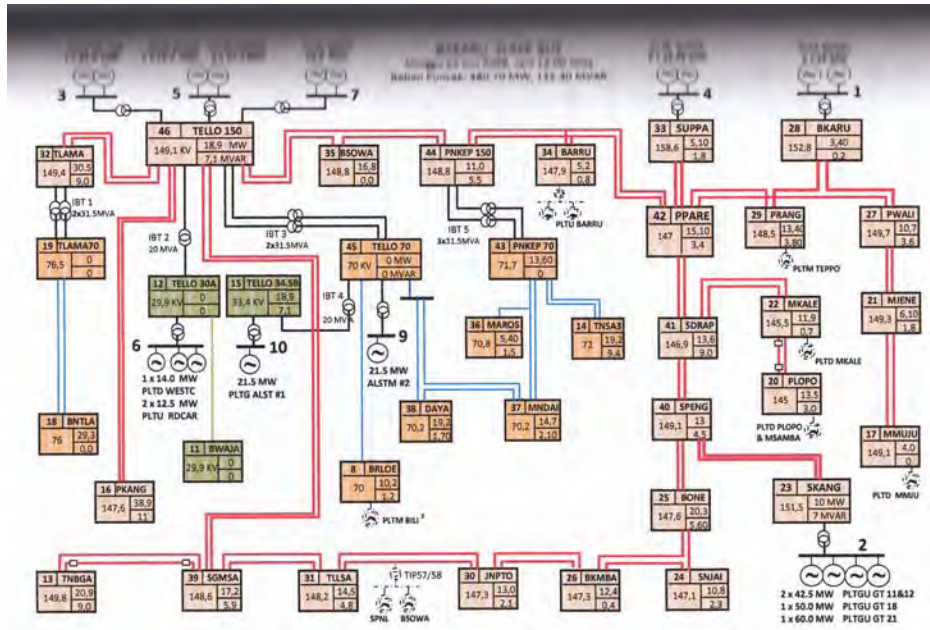 Beban Puncak: 480,70 MW, 135,40 MVAR
3
5
7
4
1
46 TELLO 150
149,1 KV
18,9 MW
7,1 MVAR
32 TLAMA
149,4
30,5
9,0
35 BSOWA
148,8
16,8
0,0
44 PNKEP 150
148,8
11,0
5,5
34 BARRU
147,9
5,2
0,8
33 SUPPA
158,6
5,10
1,8
28 BKARU
152,8
3,40
0,2
IBT 1
2x31.5MVA
PLTU BARRU
42 PPARE
147
15,10
3,4
29 PRANG
148,5
13,40
3,80
PLTM TEPPO
27 PWALI
149,7
10,7
3,6
19 TLAMA70
76,5
0
0
IBT 2
20 MVA
IBT 3
2x31.5MVA
45 TELLO 70
70 KV
0 MW
0 MVAR
IBT 5
3x31.5MVA
43 PNKEP 70
71,7
13,60
0
12 TELLO 30A
29,9 KV
0
0
15 TELLO 34.5B
33,4 KV
18,9
7,1
IBT 4
20 MVA
22 MKALE
145,5
11,9
0,7
PLTD MKALE
21 MJENE
149,3
6,10
1,8
36 MAROS
70,8
5,40
1,5
14 TNSA3
72
19,2
9,4
41 SDRAP
146,9
13,6
9,0
6
1 x 14.0 MW
PLTD WESTC
2 x 12.5 MW
PLTU RDCAR
10
21.5 MW
PLTG ALST #1
9
21.5 MW
ALSTM #2
20 PLOPO
145
13,5
3,0
PLTD PLOPO
& MSAMBA
38 DAYA
70,2
19,2
1,70
37 MNDAI
70,2
14,7
2,10
40 SPENG
149,1
13
4,5
18 BNTLA
76
29,3
0,0
11 BWAJA
29,9 KV
0
0
17 MMUJU
149,1
4,0
0
PLTD MMJU
16 PKANG
147,6
38,9
11
8 BRLOE
70
10,2
1,2
PLTM BILI ²
25 BONE
147,6
20,3
5,60
23 SKANG
151,5
10 MW
7 MVAR
2
13 TNBGA
149,8
20,9
9,0
39 SGMSA
148,6
17,2
5,9
31 TLLSA
148,2
14,5
4,8
TIP57/58
SPNL
BSOWA
30 JNPTO
147,3
13,0
2,1
26 BKMBA
147,3
12,4
0,4
24 SNJAI
147,1
10,8
2,3
2 x 42.5 MW PLTGU GT 11&12
1 x 50.0 MW PLTGU GT 18
1 x 60.0 MW PLTGU GT 21